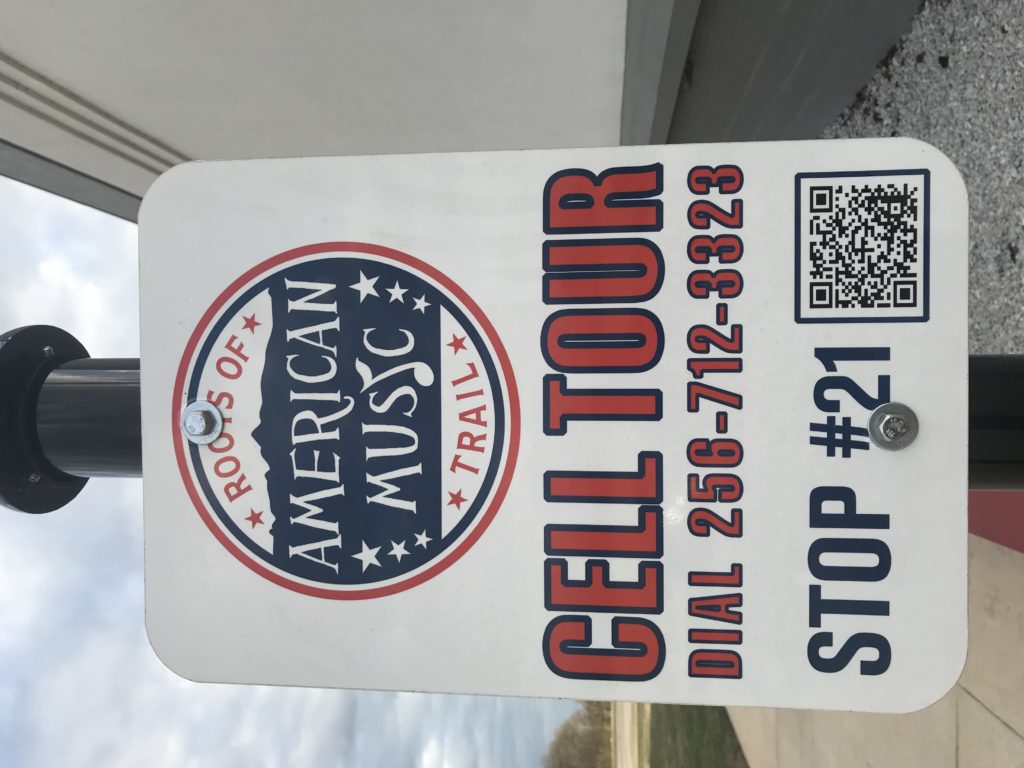 ROOTS OF
AMERICAN
MUSIC
TRAIL
CELL TOUR
DIAL 256-712-3323
STOP #21